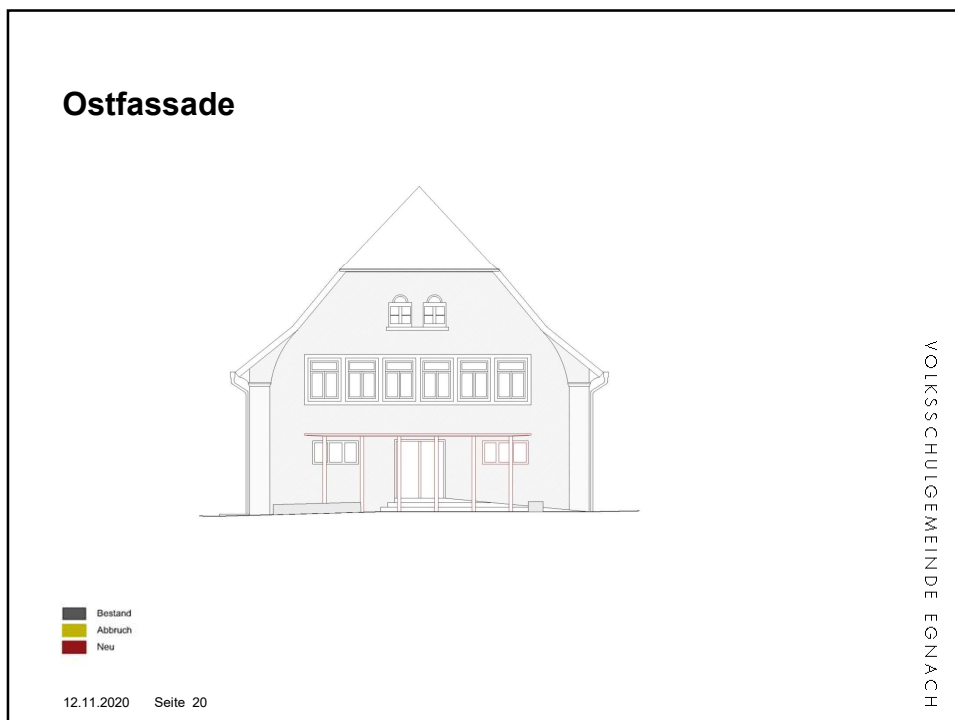 Ostfassade
VOLKSSCHULGEMEINDE EGNACH
Bestand
Abbruch
Neu
12.11.2020 Seite 20